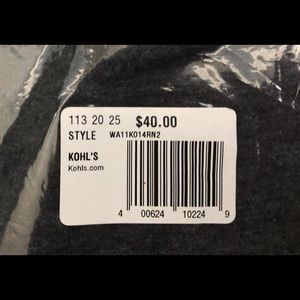 113 20 25 $40.00
STYLE WA11K014RN2
KOHL'S
Kohls.com
4 00624 10224 9